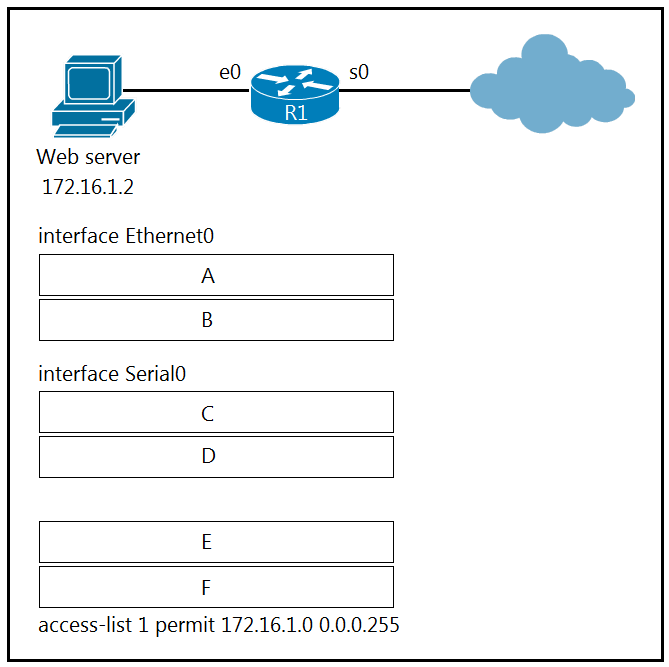 e0
s0
R1
Web server
172.16.1.2
interface Ethernet0
A
B
interface Serial0
C
D
E
F
access-list 1 permit 172.16.1.0 0.0.0.255